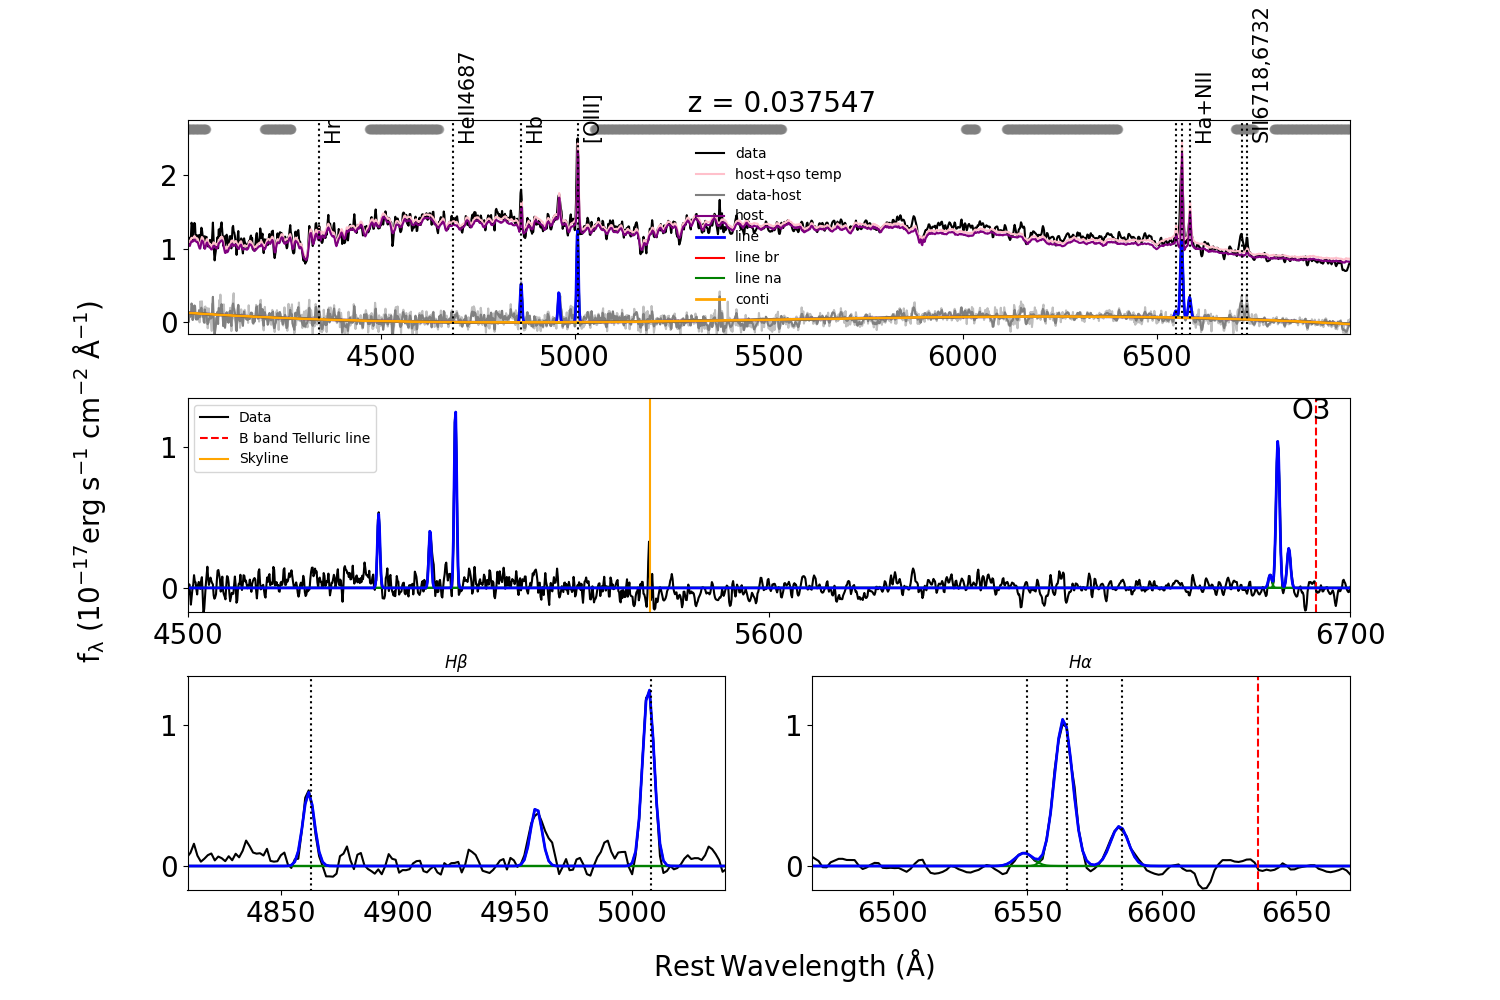 z = 0.037547
Hr
HeII4687
Hb
[OIII]
Ha+NII
SII6718,6732
data
host+qso temp
data-host
host
line
line br
line na
conti
2
1
0
4500 5000 5500 6000 6500
fλ (10⁻¹⁷erg s⁻¹ cm⁻² Å⁻¹)
Data
B band Telluric line
Skyline
O3
1
0
4500 5600 6700
Hβ
1
0
4850 4900 4950 5000
Hα
1
0
6500 6550 6600 6650
Rest Wavelength (Å)